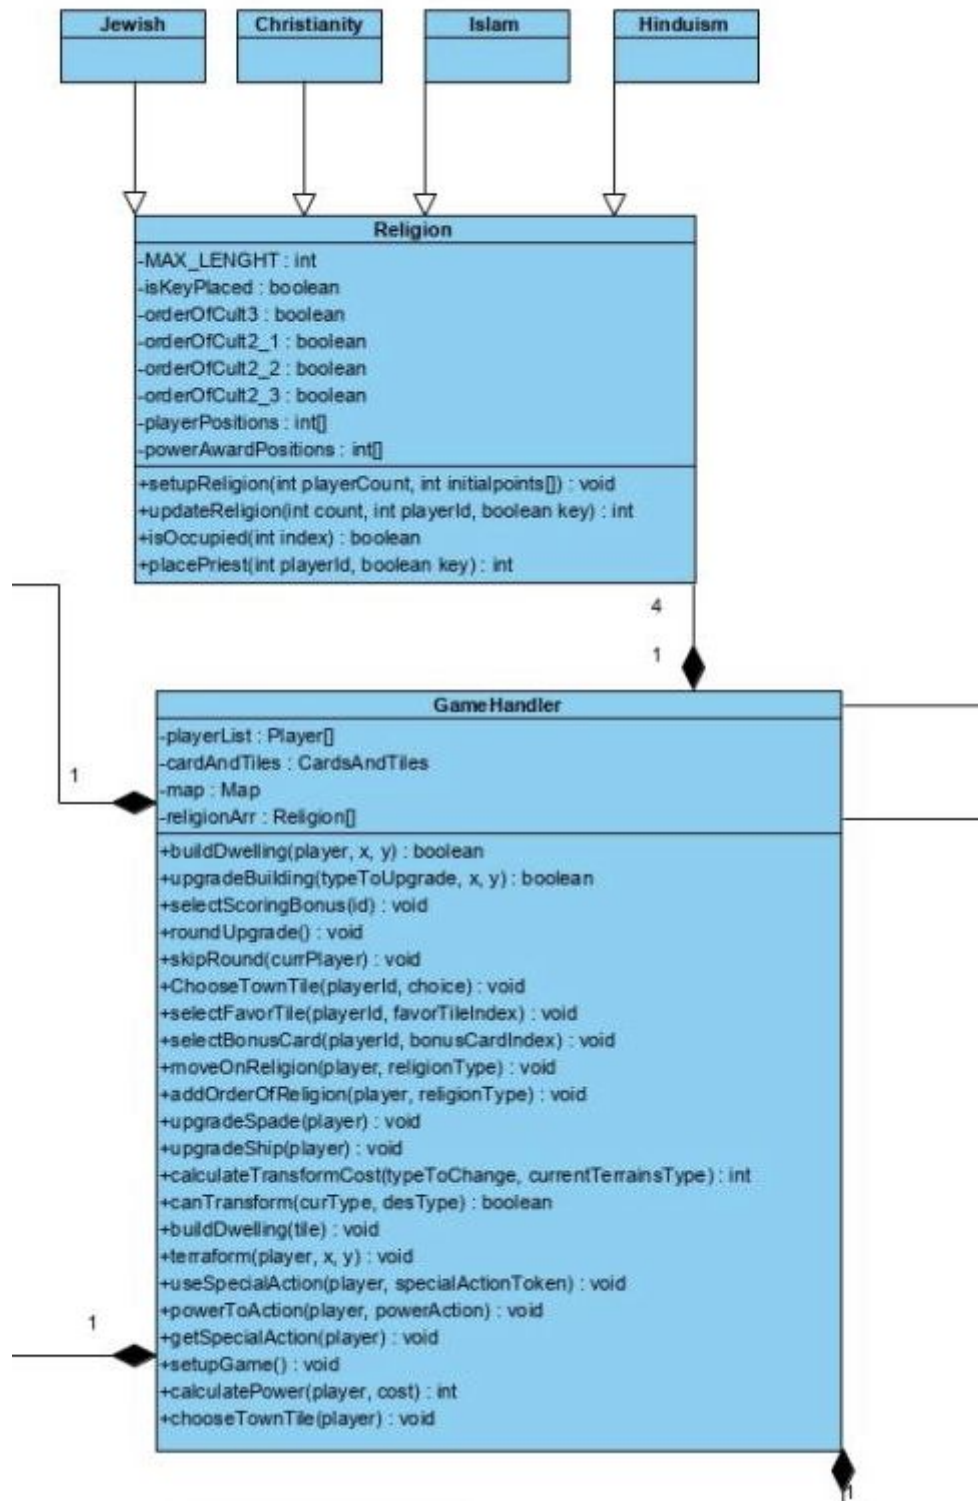 Jewish
Christianity
Islam
Hinduism
Religion
-MAX_LENGHT : int
-isKeyPlaced : boolean
-orderOfCult3 : boolean
-orderOfCult2_1 : boolean
-orderOfCult2_2 : boolean
-orderOfCult2_3 : boolean
-playerPositions : int[]
-powerAwardPositions : int[]
+setupReligion(int playerCount, int initialpoints[]) : void
+updateReligion(int count, int playerId, boolean key) : int
+isOccupied(int index) : boolean
+placePriest(int playerId, boolean key) : int
4
1
GameHandler
-playerList : Player[]
-cardAndTiles : CardsAndTiles
1
-map : Map
-religionArr : Religion[]
+buildDwelling(player, x, y) : boolean
+upgradeBuilding(typeToUpgrade, x, y) : boolean
+selectScoringBonus(id) : void
+roundUpgrade() : void
+skipRound(currPlayer) : void
+ChooseTownTile(playerId, choice) : void
+selectFavorTile(playerId, favorTileIndex) : void
+selectBonusCard(playerId, bonusCardIndex) : void
+moveOnReligion(player, religionType) : void
+addOrderOfReligion(player, religionType) : void
+upgradeSpade(player) : void
+upgradeShip(player) : void
+calculateTransformCost(typeToChange, currentTerrainsType) : int
+canTransform(curType, desType) : boolean
+buildDwelling(tile) : void
+terraform(player, x, y) : void
+useSpecialAction(player, specialActionToken) : void
+powerToAction(player, powerAction) : void
1
+getSpecialAction(player) : void
+setupGame() : void
+calculatePower(player, cost) : int
+chooseTownTile(player) : void
1